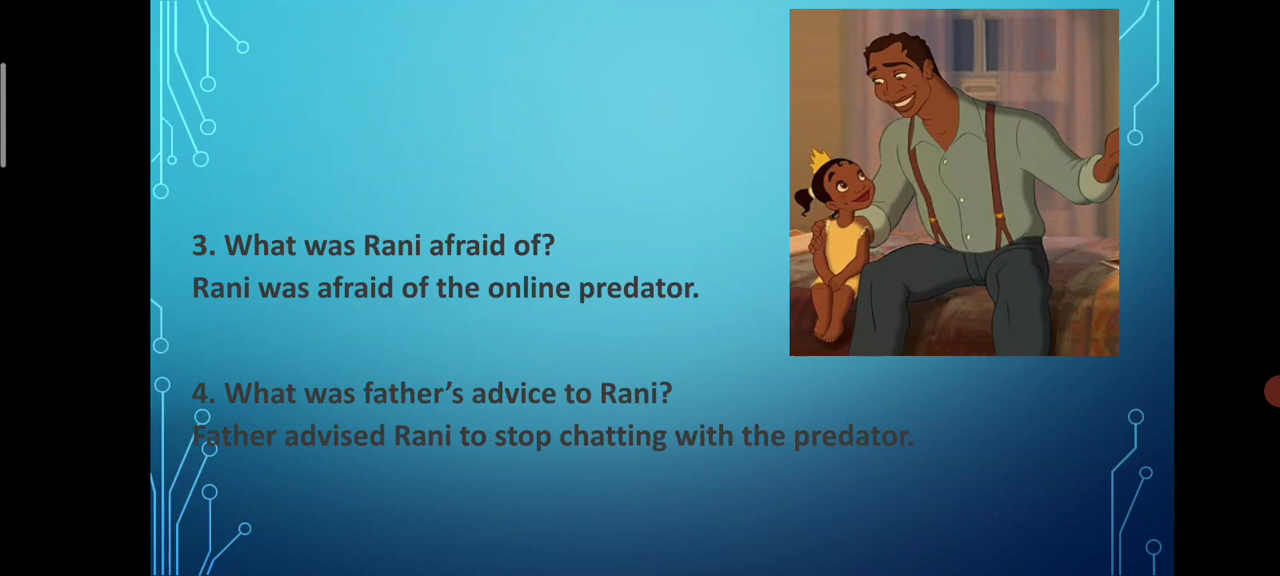 3. What was Rani afraid of?
Rani was afraid of the online predator.
4. What was father’s advice to Rani?
Father advised Rani to stop chatting with the predator.